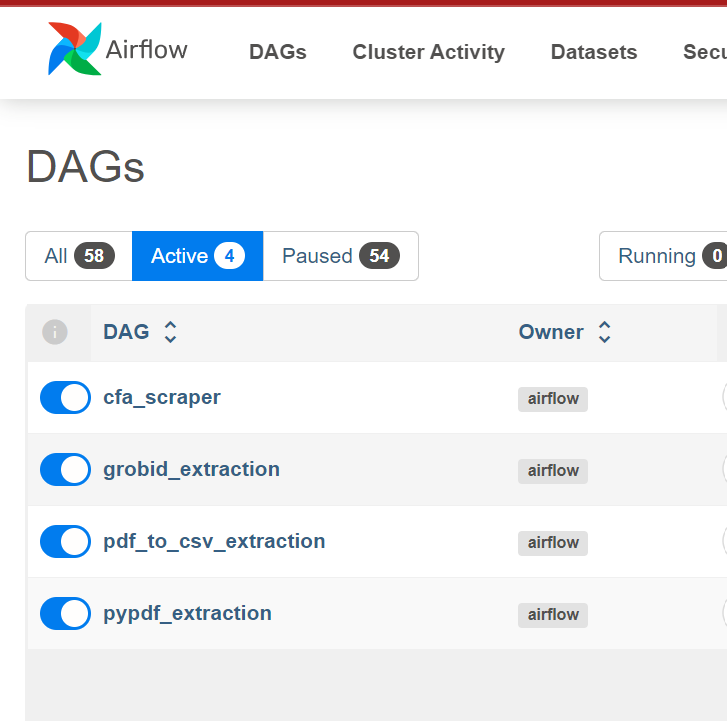 Airflow DAGs Cluster Activity Datasets
DAGs
All 58 Active 4 Paused 54 Running 0
DAG Owner
cfa_scraper airflow
grobid_extraction airflow
pdf_to_csv_extraction airflow
pypdf_extraction airflow